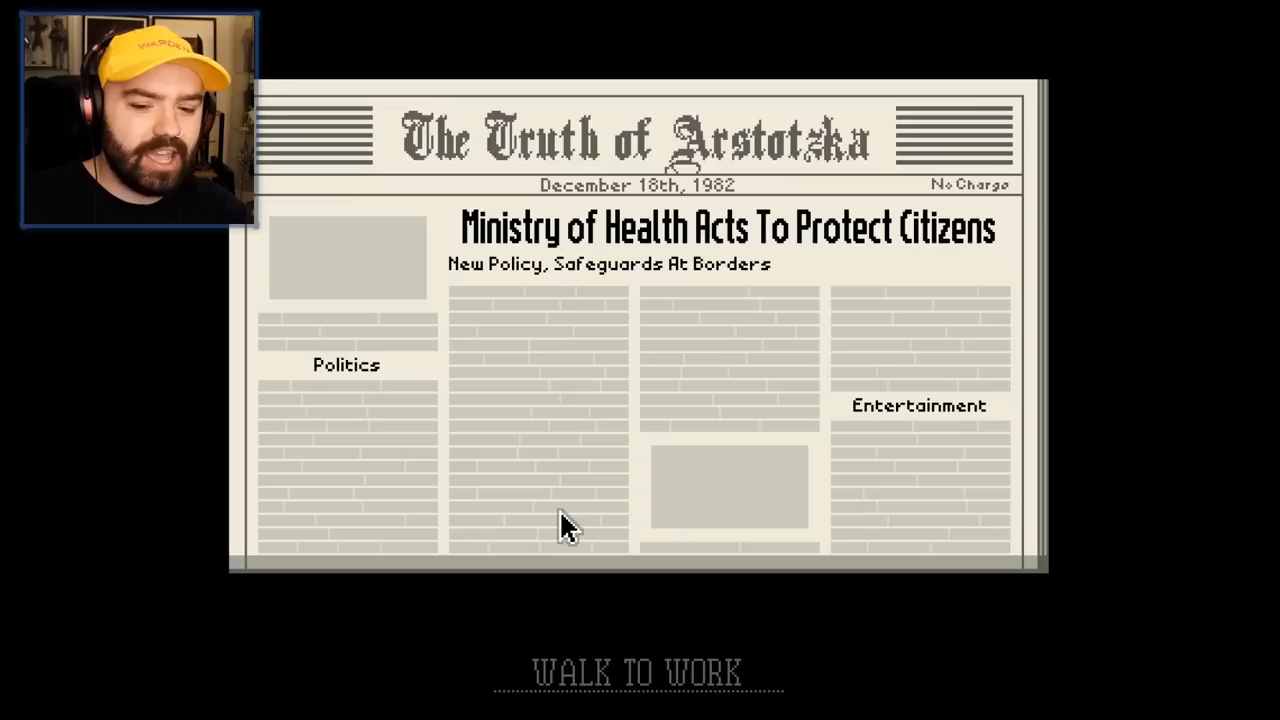 WARDEN
The Truth of Arstotzka
December 18th, 1982
No Charge
Ministry of Health Acts To Protect Citizens
New Policy, Safeguards At Borders
Politics
Entertainment
WALK TO WORK